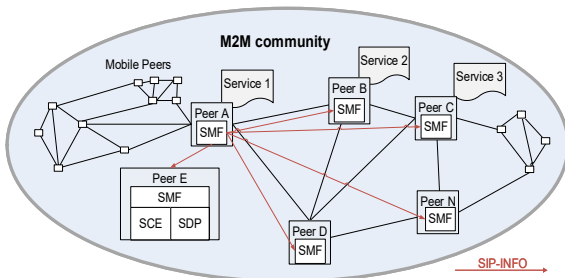 M2M community
Mobile Peers
Service 1
Service 2
Service 3
Peer A
SMF
Peer B
SMF
Peer C
SMF
Peer E
SMF
SCE
SDP
Peer D
SMF
Peer N
SMF
SIP-INFO